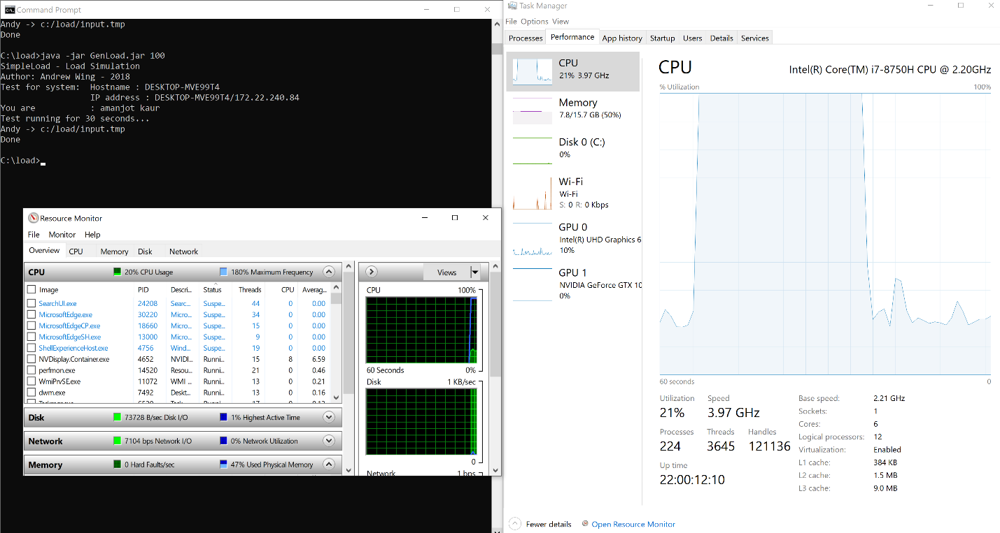 Command Prompt
Andy -> c:/load/input.tmp
Done
C:\load>java -jar GenLoad.jar 100
SimpleLoad - Load Simulation
Author: Andrew Wing - 2018
Test for system: Hostname : DESKTOP-MVE99T4
IP address : DESKTOP-MVE99T4/172.22.240.84
You are : amanjot kaur
Test running for 30 seconds...
Andy -> c:/load/input.tmp
Done
C:\load>
Resource Monitor
File Monitor Help
Overview CPU Memory Disk Network
CPU 20% CPU Usage 180% Maximum Frequency
Image PID Descri... Status Threads CPU Averag...
SearchUI.exe 24208 Searc... Suspe... 44 0 0.00
MicrosoftEdge.exe 30220 Micro... Suspe... 34 0 0.00
MicrosoftEdgeCP.exe 18660 Micro... Suspe... 15 0 0.00
MicrosoftEdgeSH.exe 13000 Micro... Suspe... 9 0 0.00
ShellExperienceHost.exe 4756 Wind... Suspe... 19 0 0.00
NVDisplay.Container.exe 4652 NVIDI... Runni... 15 8 6.59
perfmon.exe 14520 Resou... Runni... 21 0 0.46
WmiPrvSE.exe 11072 WMI ... Runni... 13 0 0.21
dwm.exe 7492 Deskt... Runni... 13 0 0.16
Disk 73728 B/sec Disk I/O 1% Highest Active Time
Network 7104 bps Network I/O 0% Network Utilization
Memory 0 Hard Faults/sec 47% Used Physical Memory
Views
CPU 100%
60 Seconds 0%
Disk 1 KB/sec
0
Network 1 bps
Task Manager
File Options View
Processes Performance App history Startup Users Details Services
CPU
21% 3.97 GHz
Memory
7.8/15.7 GB (50%)
Disk 0 (C:)
0%
Wi-Fi
Wi-Fi
S: 0 R: 0 Kbps
GPU 0
Intel(R) UHD Graphics 6
10%
GPU 1
NVIDIA GeForce GTX 10
0%
CPU Intel(R) Core(TM) i7-8750H CPU @ 2.20GHz
% Utilization 100%
60 seconds 0
Utilization Speed
21% 3.97 GHz
Processes Threads Handles
224 3645 121136
Up time
22:00:12:10
Base speed: 2.21 GHz
Sockets: 1
Cores: 6
Logical processors: 12
Virtualization: Enabled
L1 cache: 384 KB
L2 cache: 1.5 MB
L3 cache: 9.0 MB
Fewer details Open Resource Monitor